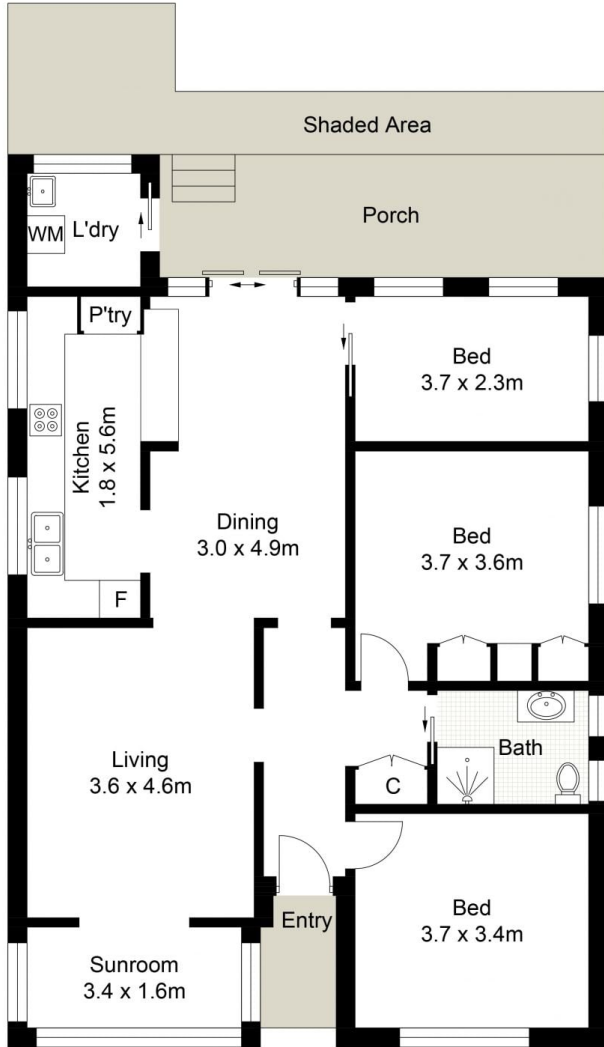 Shaded Area
Porch
L'dry
WM
P'try
Kitchen
1.8 x 5.6m
F
Bed
3.7 x 2.3m
Dining
3.0 x 4.9m
Bed
3.7 x 3.6m
Living
3.6 x 4.6m
Bath
C
Entry
Bed
3.7 x 3.4m
Sunroom
3.4 x 1.6m